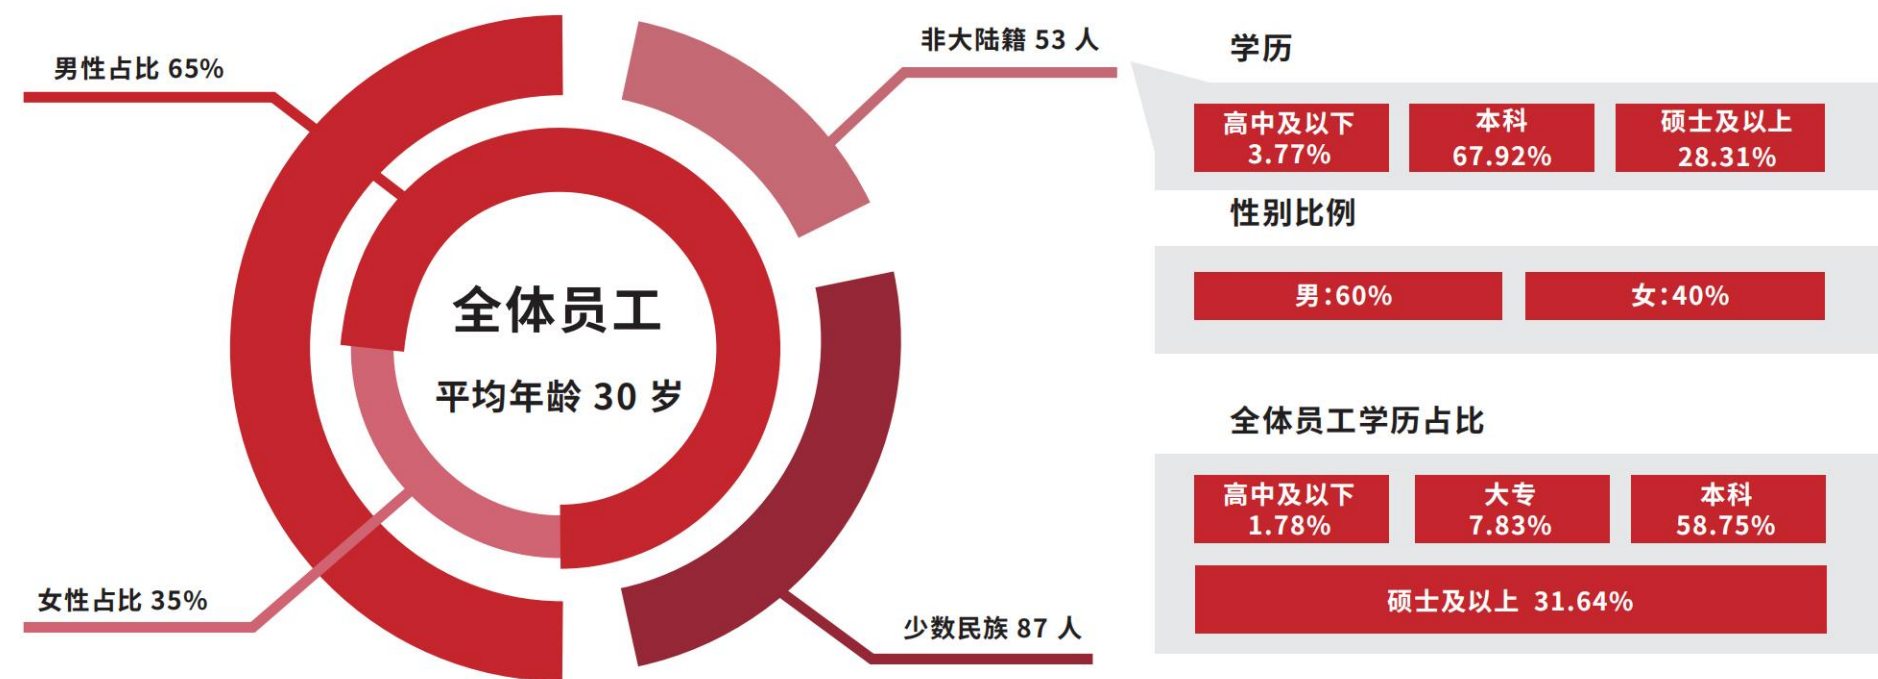 男性占比 65%
女性占比 35%
全体员工
平均年龄 30 岁
非大陆籍 53 人
少数民族 87 人
学历
高中及以下
3.77%
本科
67.92%
硕士及以上
28.31%
性别比例
男:60%
女:40%
全体员工学历占比
高中及以下
1.78%
大专
7.83%
本科
58.75%
硕士及以上 31.64%